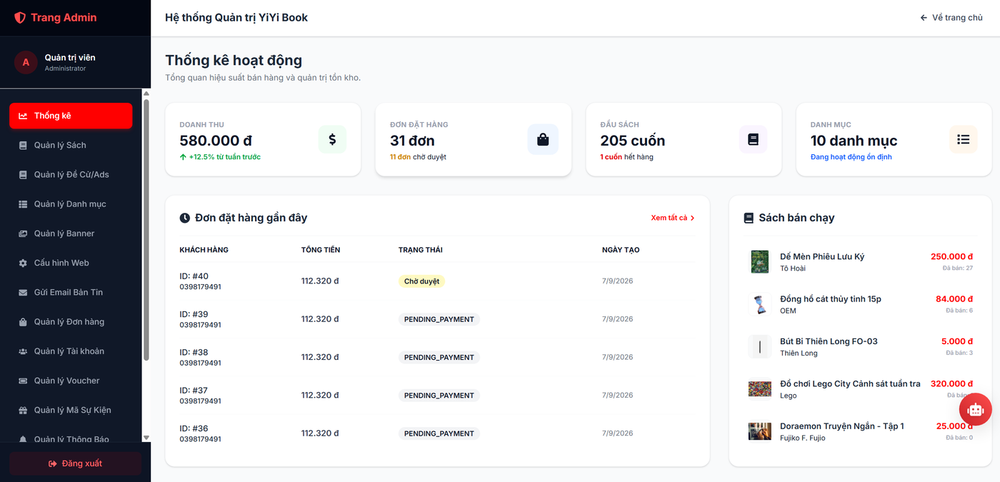 Trang Admin
A
Quản trị viên
Administrator
Thống kê
Quản lý Sách
Quản lý Đề Cử/Ads
Quản lý Danh mục
Quản lý Banner
Cấu hình Web
Gửi Email Bản Tin
Quản lý Đơn hàng
Quản lý Tài khoản
Quản lý Voucher
Quản lý Mã Sự Kiện
Quản lý Thông Báo
Đăng xuất
Hệ thống Quản trị YiYi Book
Về trang chủ
Thống kê hoạt động
Tổng quan hiệu suất bán hàng và quản trị tồn kho.
DOANH THU
580.000 đ
+12.5% từ tuần trước
ĐƠN ĐẶT HÀNG
31 đơn
11 đơn chờ duyệt
ĐẦU SÁCH
205 cuốn
1 cuốn hết hàng
DANH MỤC
10 danh mục
Đang hoạt động ổn định
Đơn đặt hàng gần đây
Xem tất cả
KHÁCH HÀNG TỔNG TIỀN TRẠNG THÁI NGÀY TẠO
ID: #40
0398179491
112.320 đ
Chờ duyệt
7/9/2026
ID: #39
0398179491
112.320 đ
PENDING_PAYMENT
7/9/2026
ID: #38
0398179491
112.320 đ
PENDING_PAYMENT
7/9/2026
ID: #37
0398179491
112.320 đ
PENDING_PAYMENT
7/9/2026
ID: #36
0398179491
112.320 đ
PENDING_PAYMENT
7/9/2026
Sách bán chạy
Dế Mèn Phiêu Lưu Ký 250.000 đ
Tô Hoài Đã bán: 27
Đồng hồ cát thủy tinh 15p 84.000 đ
OEM Đã bán: 6
Bút Bi Thiên Long FO-03 5.000 đ
Thiên Long Đã bán: 3
Đồ chơi Lego City Cảnh sát tuần tra 320.000 đ
Lego Đã bán:
Doraemon Truyện Ngắn - Tập 1 25.000 đ
Fujiko F. Fujio Đã bán: 0